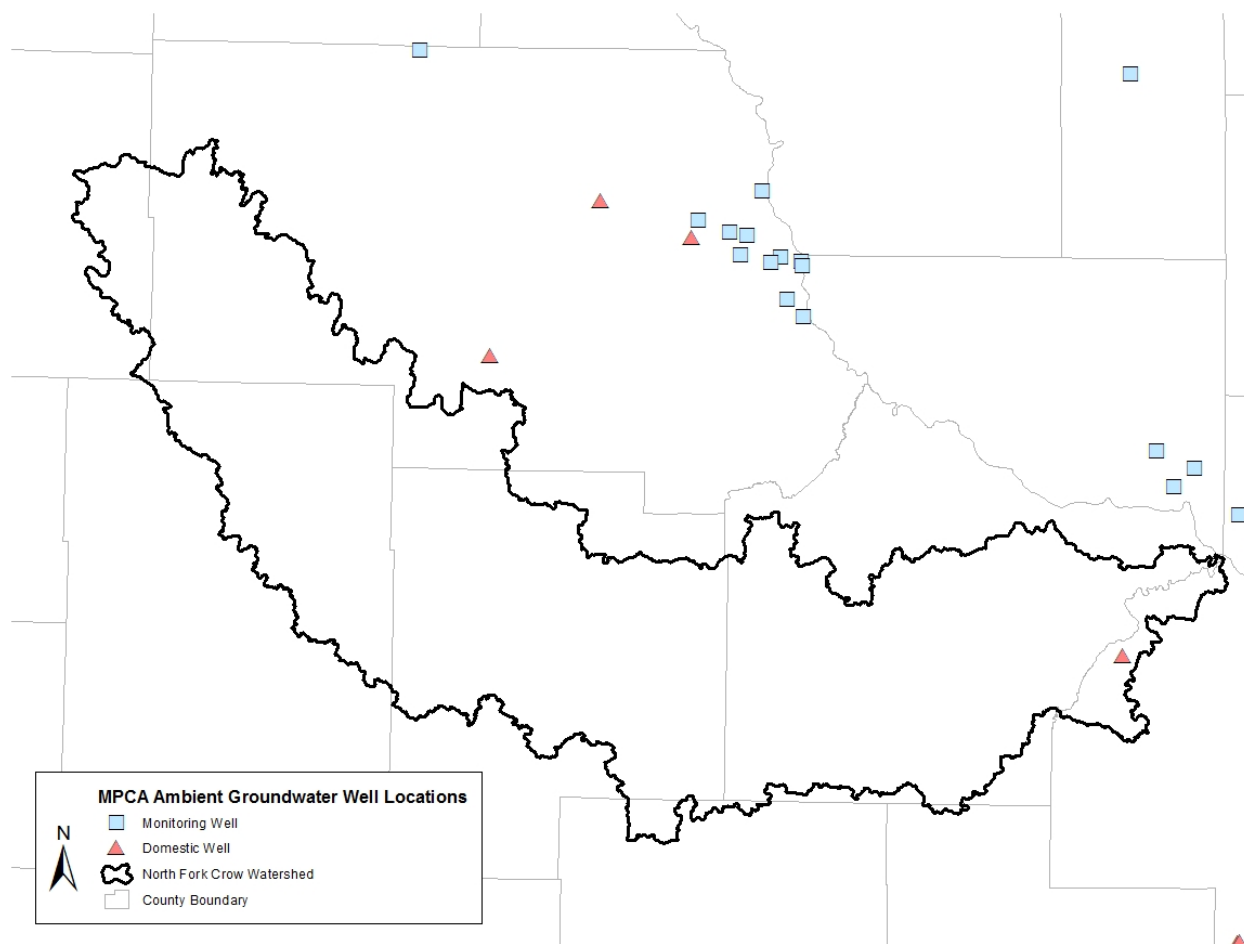 MPCA Ambient Groundwater Well Locations
Monitoring Well
N
Domestic Well
North Fork Crow Watershed
County Boundary